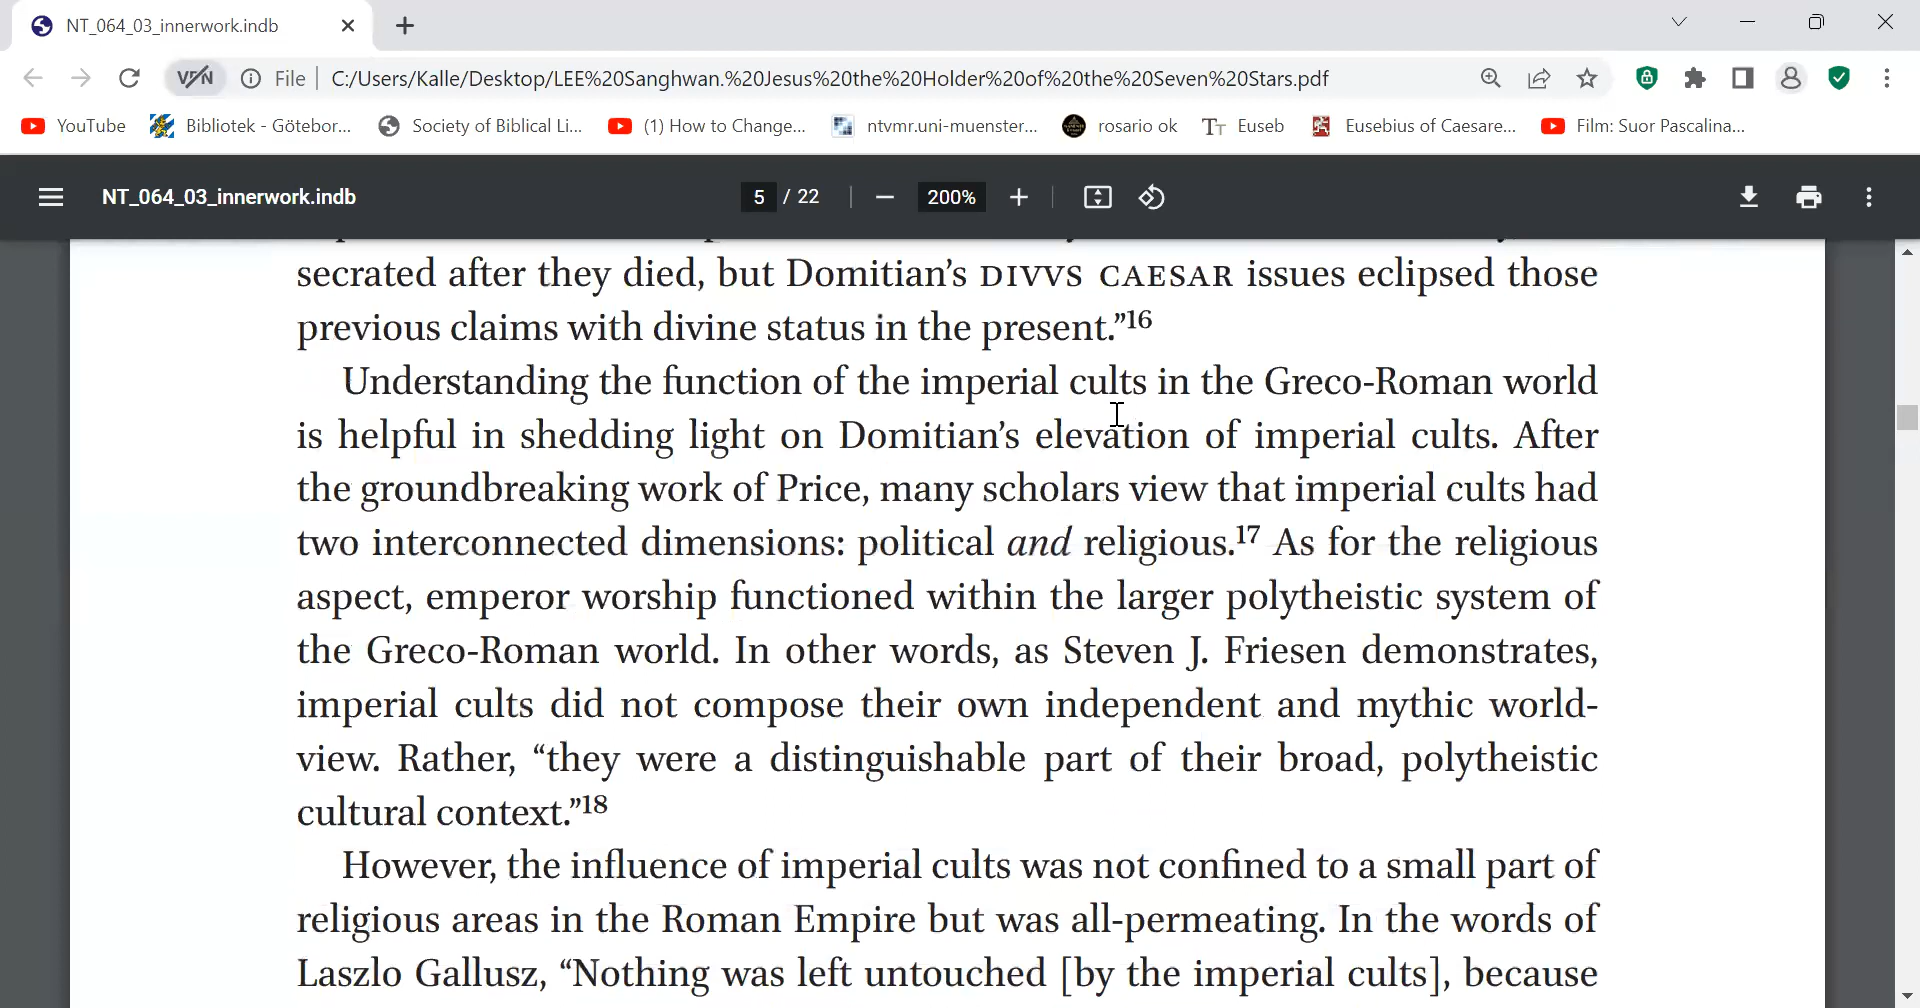 NT_064_03_innerwork.indb
VPN File C:/Users/Kalle/Desktop/LEE%20Sanghwan.%20Jesus%20the%20Holder%20of%20the%20Seven%20Stars.pdf
YouTube Bibliotek - Götebor... Society of Biblical Li... (1) How to Change... ntvmr.uni-muenster... rosario ok Euseb Eusebius of Caesare... Film: Suor Pascalina...
NT_064_03_innerwork.indb 5 / 22 200%
secrated after they died, but Domitian’s DIVVS CAESAR issues eclipsed those
previous claims with divine status in the present.”16
Understanding the function of the imperial cults in the Greco-Roman world
is helpful in shedding light on Domitian’s elevation of imperial cults. After
the groundbreaking work of Price, many scholars view that imperial cults had
two interconnected dimensions: political and religious.17 As for the religious
aspect, emperor worship functioned within the larger polytheistic system of
the Greco-Roman world. In other words, as Steven J. Friesen demonstrates,
imperial cults did not compose their own independent and mythic world-
view. Rather, “they were a distinguishable part of their broad, polytheistic
cultural context.”18
However, the influence of imperial cults was not confined to a small part of
religious areas in the Roman Empire but was all-permeating. In the words of
Laszlo Gallusz, “Nothing was left untouched [by the imperial cults], because